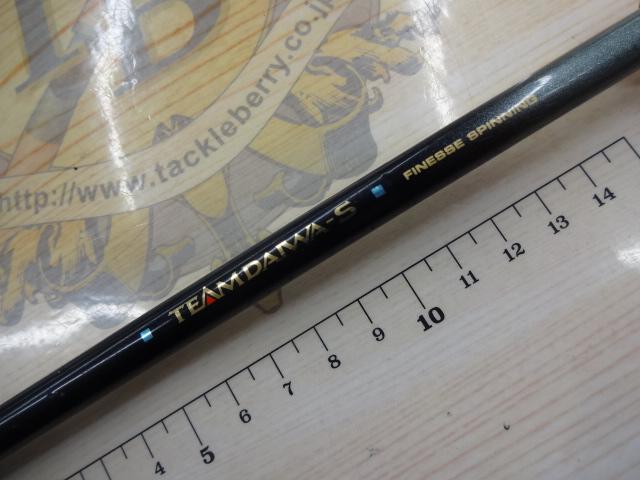 http://www.tackleberry.co.jp
TEAMDAIWA-S
FINESSE SPINNING
4 5 6 7 8 9 10 11 12 13 14